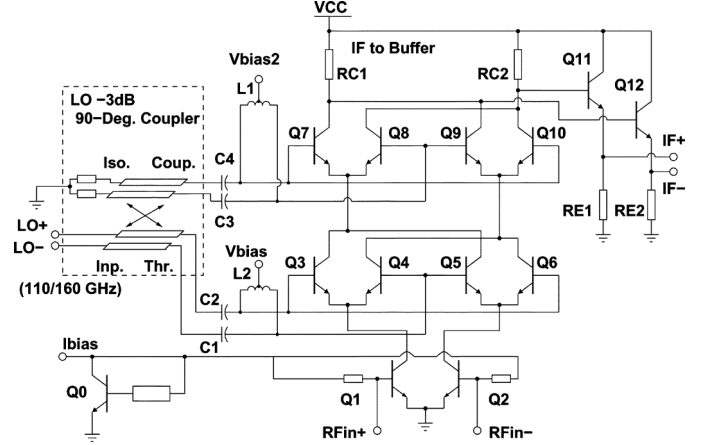 VCC
IF to Buffer
Q11
RC1
RC2
Q12
Vbias2
L1
LO −3dB
90−Deg. Coupler
Q7
Q8
Q9
Q10
IF+
Iso.
Coup.
C4
IF−
C3
RE1
RE2
LO+
LO−
Vbias
L2
Q3
Q4
Q5
Q6
Inp.
Thr.
(110/160 GHz)
C2
C1
Ibias
Q0
Q1
Q2
RFin+
RFin−